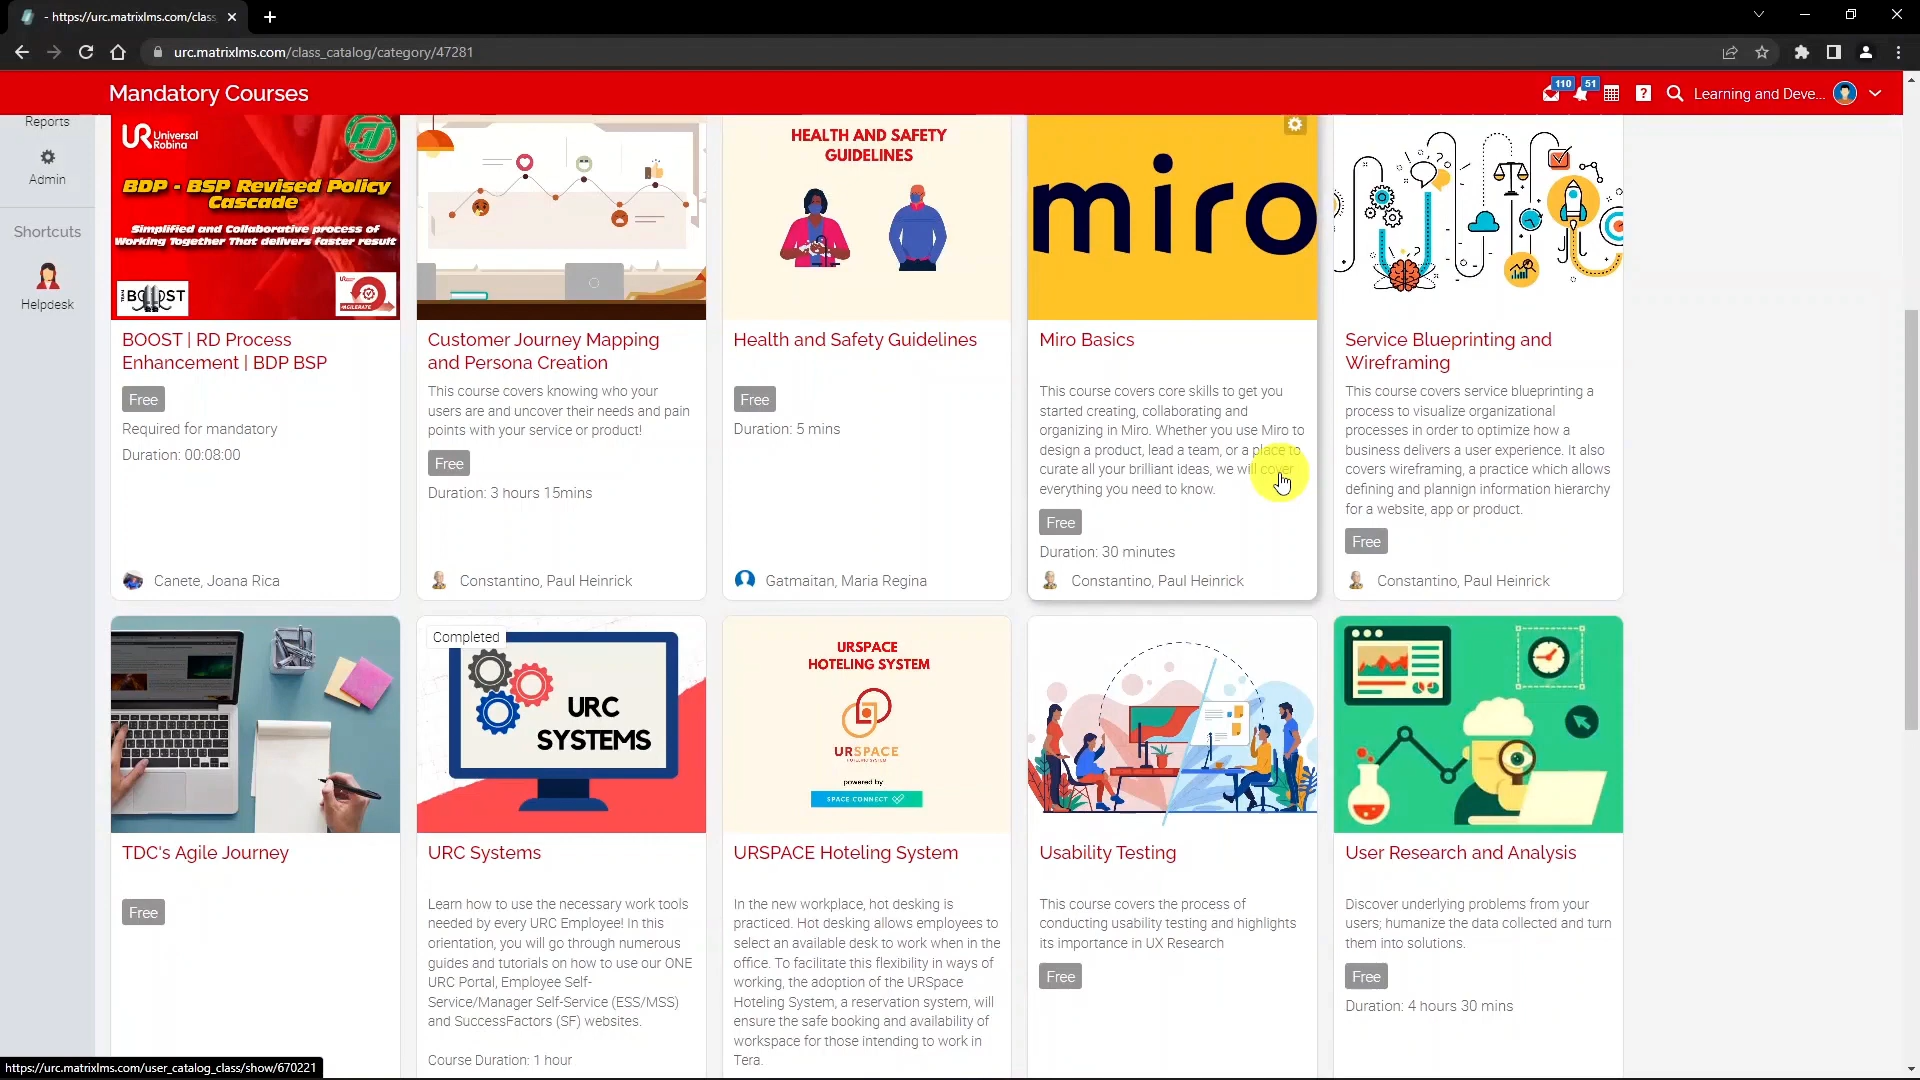 - https://urc.matrixlms.com/class
urc.matrixlms.com/class_catalog/category/47281
Mandatory Courses
110
51
?
Learning and Deve...
Reports
Admin
Shortcuts
Helpdesk
UR Universal
Robina
BDP - BSP Revised Policy
Cascade
Simplified and Collaborative process of
Working Together That delivers faster result
BOOST | RD Process
Enhancement | BDP BSP
Free
Required for mandatory
Duration: 00:08:00
Canete, Joana Rica
Customer Journey Mapping
and Persona Creation
This course covers knowing who your
users are and uncover their needs and pain
points with your service or product!
Free
Duration: 3 hours 15mins
Constantino, Paul Heinrick
HEALTH AND SAFETY
GUIDELINES
Health and Safety Guidelines
Free
Duration: 5 mins
Gatmaitan, Maria Regina
miro
Miro Basics
This course covers core skills to get you
started creating, collaborating and
organizing in Miro. Whether you use Miro to
design a product, lead a team, or a place to
curate all your brilliant ideas, we will cover
everything you need to know.
Free
Duration: 30 minutes
Constantino, Paul Heinrick
Service Blueprinting and
Wireframing
This course covers service blueprinting a
process to visualize organizational
processes in order to optimize how a
business delivers a user experience. It also
covers wireframing, a practice which allows
defining and plannign information hierarchy
for a website, app or product.
Free
Constantino, Paul Heinrick
TDC's Agile Journey
Free
Completed
URC
SYSTEMS
URC Systems
Learn how to use the necessary work tools
needed by every URC Employee! In this
orientation, you will go through numerous
guides and tutorials on how to use our ONE
URC Portal, Employee Self-
Service/Manager Self-Service (ESS/MSS)
and SuccessFactors (SF) websites.
Course Duration: 1 hour
URSPACE
HOTELING SYSTEM
URSPACE
powered by
SPACE CONNECT
URSPACE Hoteling System
In the new workplace, hot desking is
practiced. Hot desking allows employees to
select an available desk to work when in the
office. To facilitate this flexibility in ways of
working, the adoption of the URSpace
Hoteling System, a reservation system, will
ensure the safe booking and availability of
workspace for those intending to work in
Tera.
Usability Testing
This course covers the process of
conducting usability testing and highlights
its importance in UX Research
Free
User Research and Analysis
Discover underlying problems from your
users; humanize the data collected and turn
them into solutions.
Free
Duration: 4 hours 30 mins
https://urc.matrixlms.com/user_catalog_class/show/670221